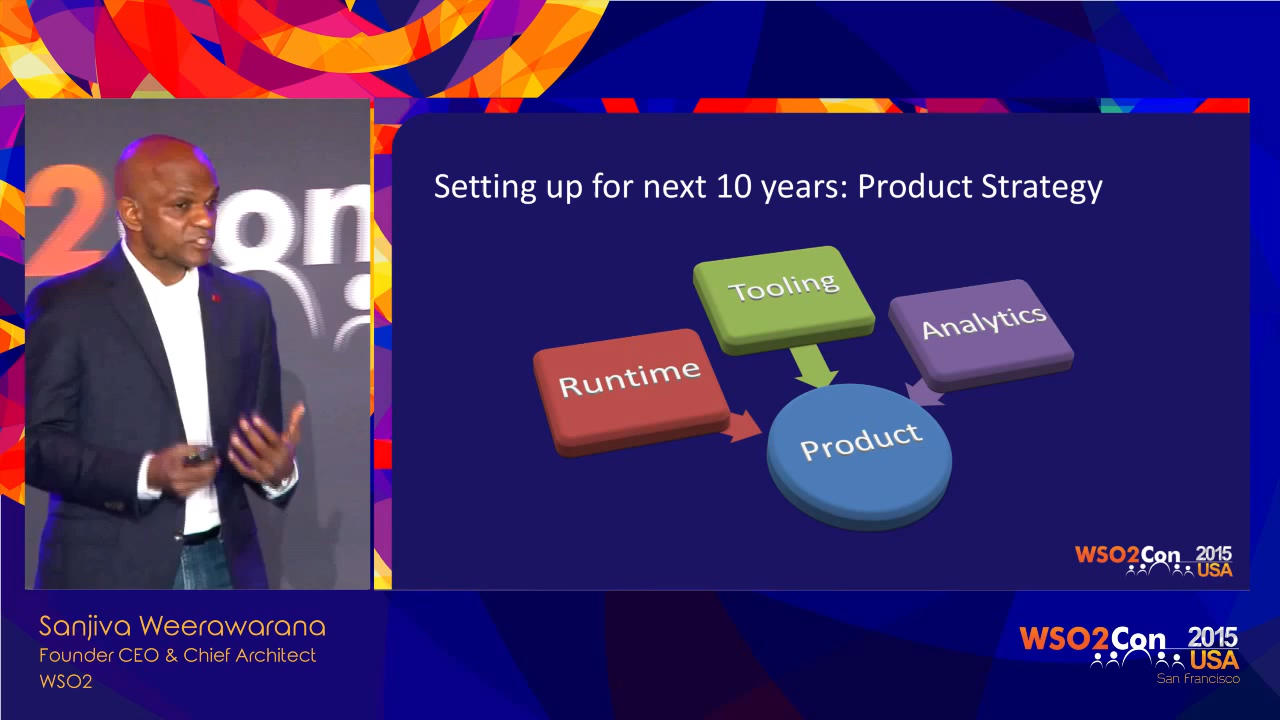 2Con
Setting up for next 10 years: Product Strategy
Tooling
Analytics
Runtime
Product
WSO2Con 2015
USA
Sanjiva Weerawarana
Founder CEO & Chief Architect
WSO2
WSO2Con 2015
USA
San Francisco